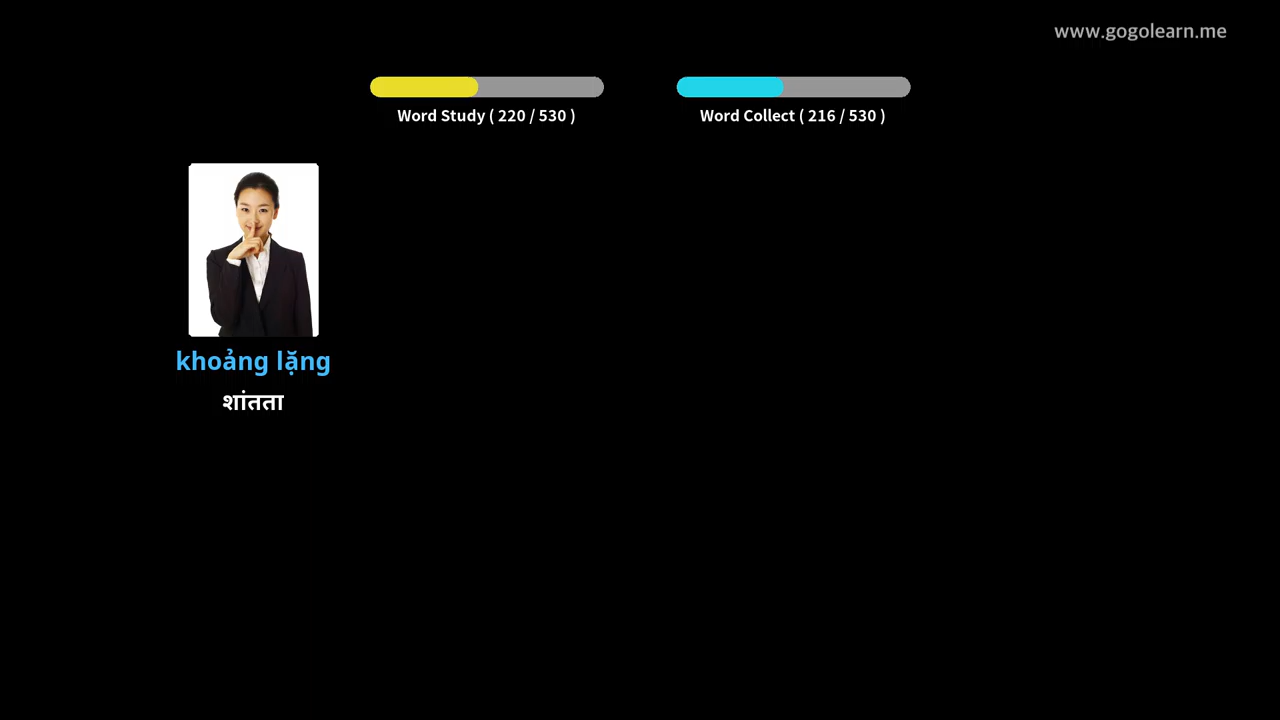 www.gogolearn.me
Word Study ( 220 / 530 )
Word Collect ( 216 / 530 )
khoảng lặng
शांतता